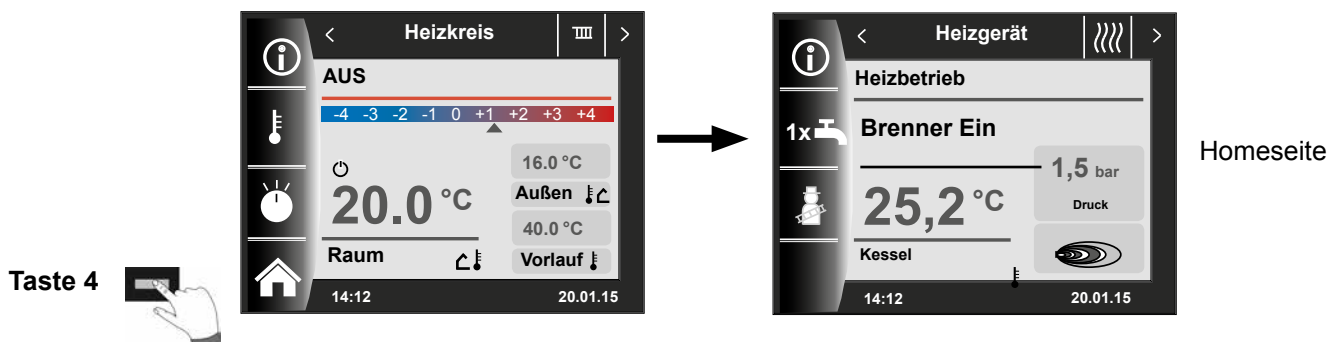 Taste 4
< Heizkreis >
AUS
-4 -3 -2 -1 0 +1 +2 +3 +4
16.0 °C
Außen
20.0 °C
40.0 °C
Raum
Vorlauf
14:12 20.01.15
< Heizgerät >
Heizbetrieb
1x
Brenner Ein
1,5 bar
Druck
25,2 °C
Kessel
14:12 20.01.15
Homeseite